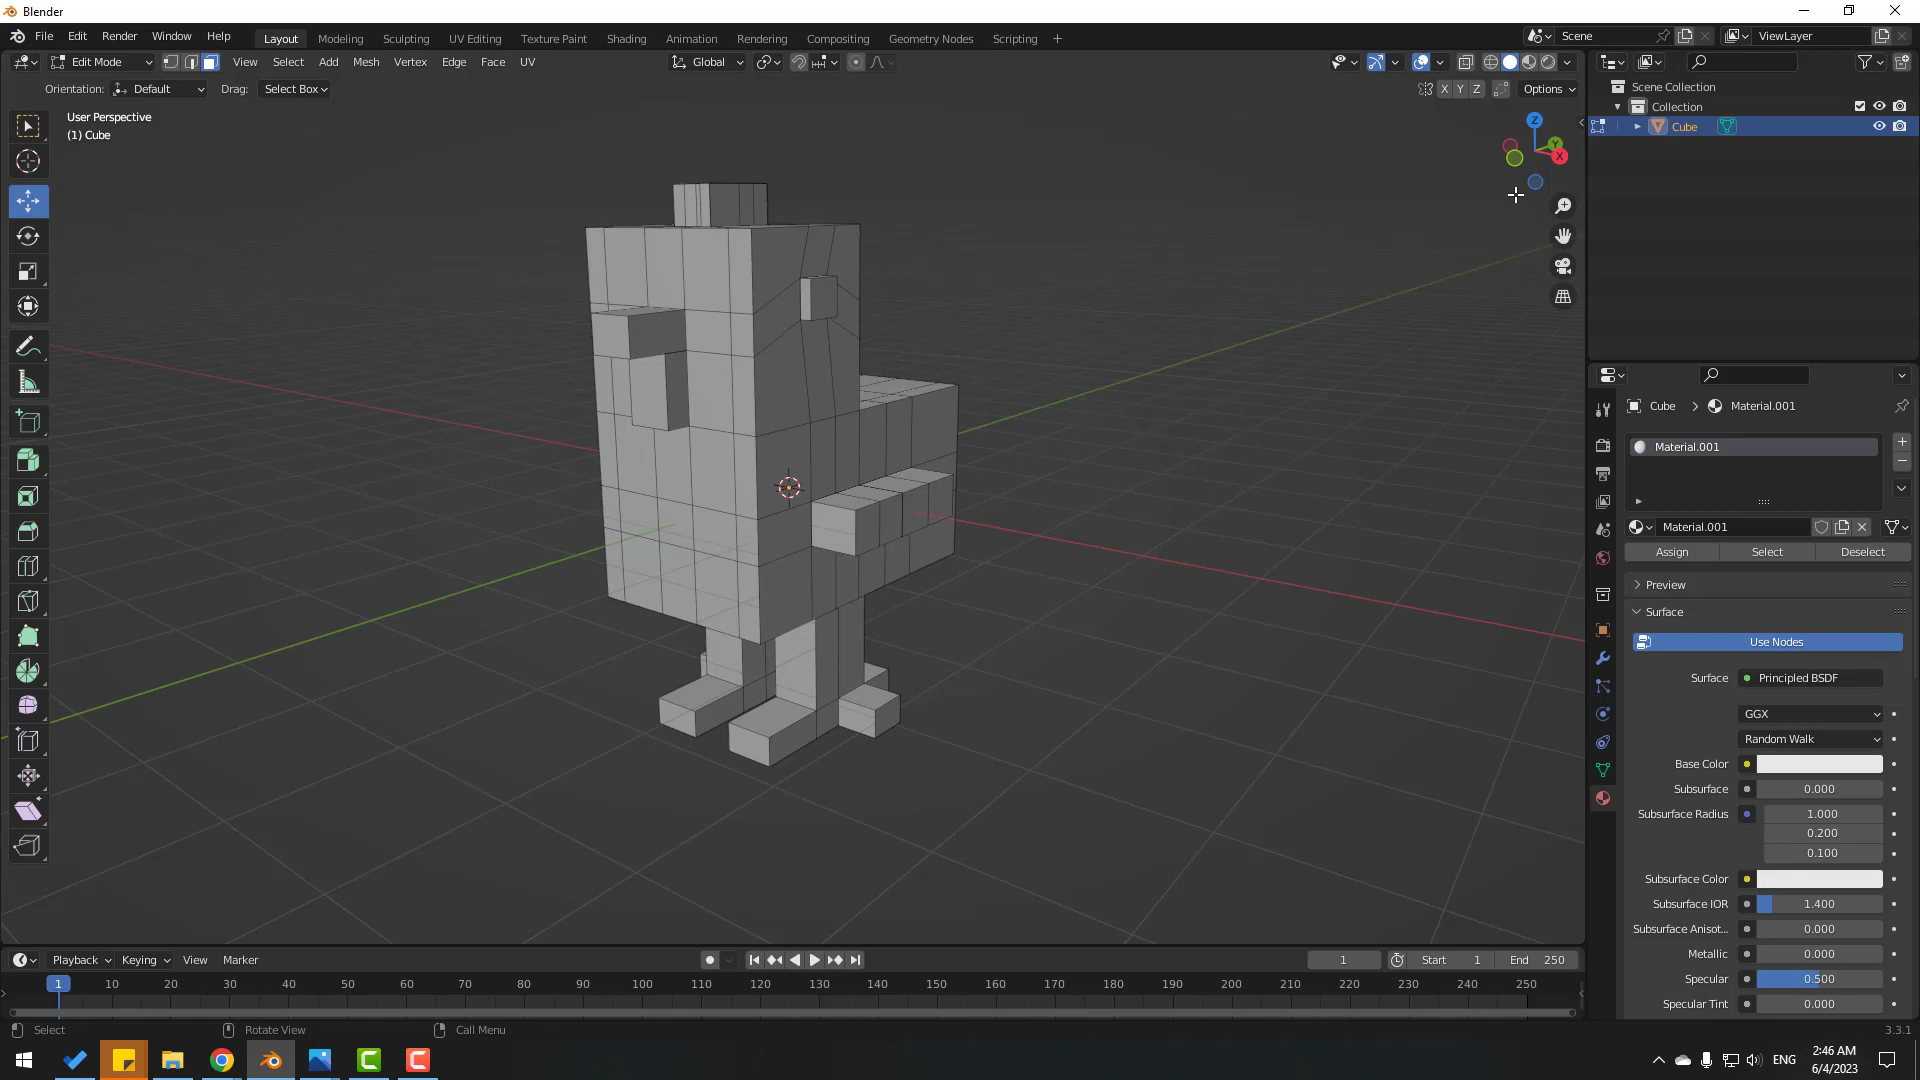 Blender
File Edit Render Window Help
Layout Modeling Sculpting UV Editing Texture Paint Shading Animation Rendering Compositing Geometry Nodes Scripting
Scene
ViewLayer
Edit Mode
View Select Add Mesh Vertex Edge Face UV
Global
Orientation: Default
Drag: Select Box
X Y Z
Options
User Perspective
(1) Cube
Z
Y
X
Scene Collection
Collection
Cube
Cube
Material.001
Material.001
Material.001
Assign Select Deselect
Preview
Surface
Use Nodes
Surface Principled BSDF
GGX
Random Walk
Base Color
Subsurface 0.000
Subsurface Radius 1.000
0.200
0.100
Subsurface Color
Subsurface IOR 1.400
Subsurface Anisot... 0.000
Metallic 0.000
Specular 0.500
Specular Tint 0.000
Playback Keying View Marker
1
Start 1
End 250
1 10 20 30 40 50 60 70 80 90 100 110 120 130 140 150 160 170 180 190 200 210 220 230 240 250
Select
Rotate View
Call Menu
3.3.1
ENG
2:46 AM
6/4/2023